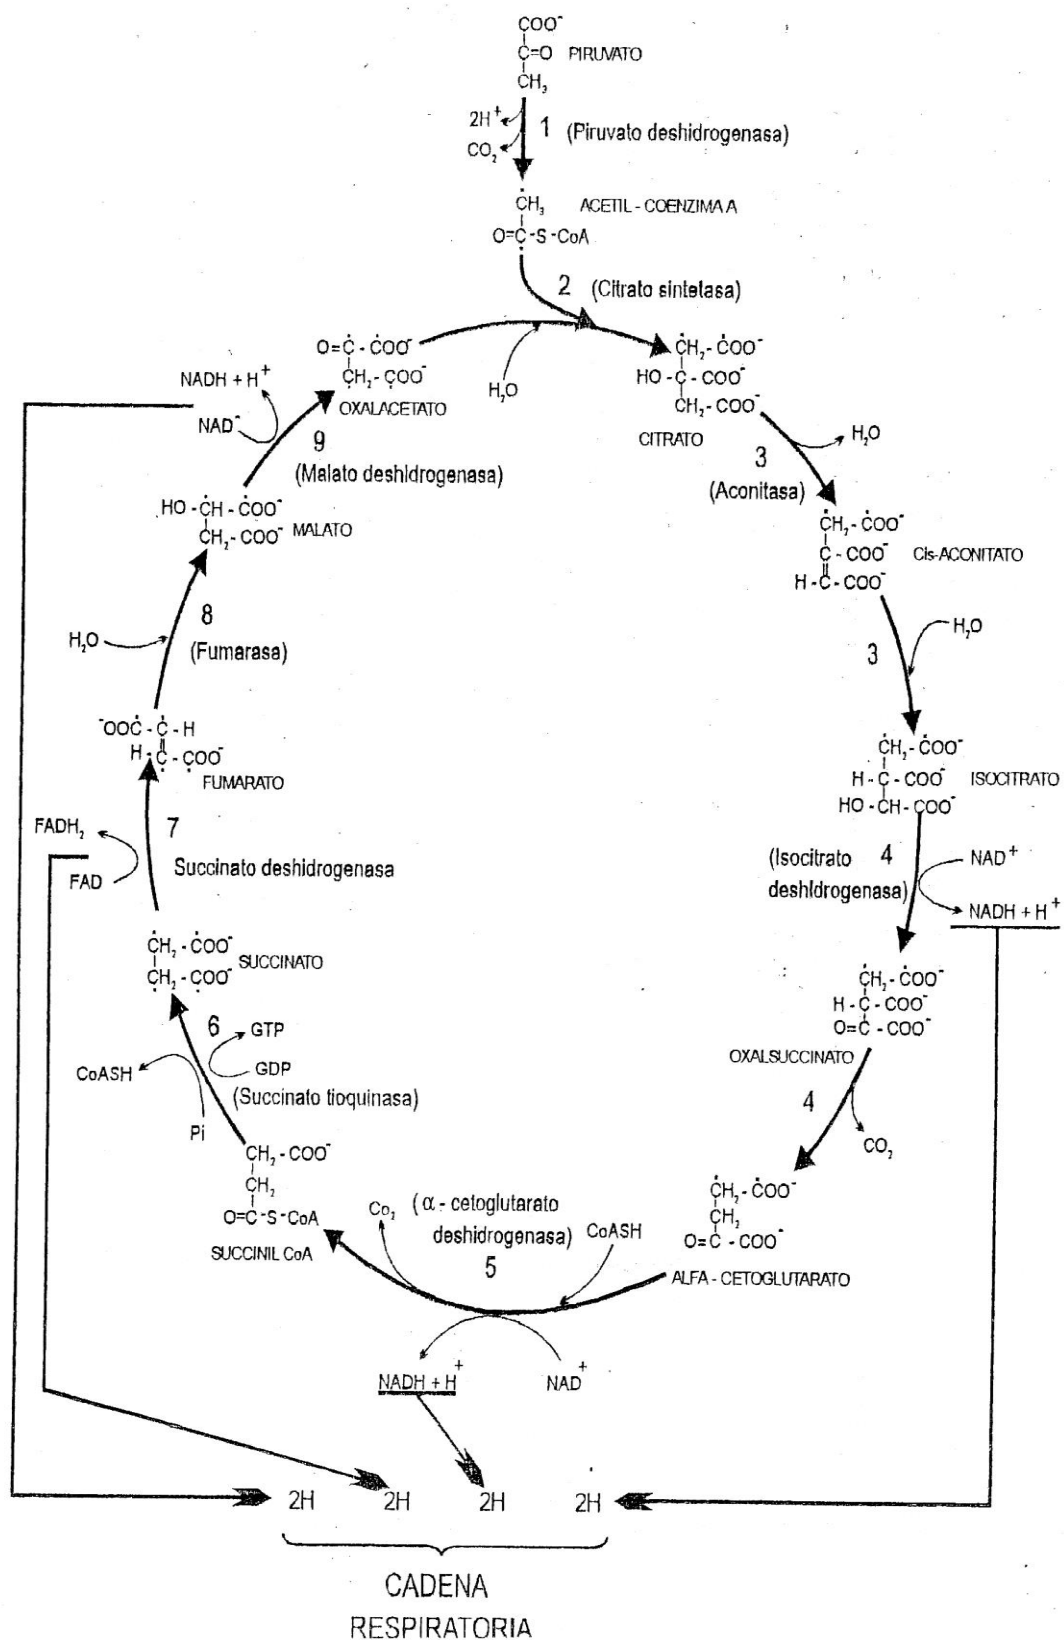 COO⁻
C=O PIRUVATO
CH₃
2H⁺
1 (Piruvato deshidrogenasa)
CO₂
CH₃ ACETIL - COENZIMA A
O=C-S-CoA
2 (Citrato sintetasa)
H₂O
CH₂ - COO⁻
HO - C - COO⁻
CH₂ - COO⁻
CITRATO
H₂O
3
(Aconitasa)
CH₂ - COO⁻
C - COO⁻
H - C - COO⁻
Cis-ACONITATO
H₂O
3
CH₂ - COO⁻
H - C - COO⁻
HO - CH - COO⁻
ISOCITRATO
(Isocitrato 4
deshidrogenasa)
NAD⁺
NADH + H⁺
CH₂ - COO⁻
H - C - COO⁻
O=C - COO⁻
OXALSUCCINATO
4
CO₂
CH₂ - COO⁻
CH₂
O=C - COO⁻
ALFA - CETOGLUTARATO
(α - cetoglutarato
deshidrogenasa)
5
CoASH
Co₂
NAD⁺
NADH + H⁺
CH₂ - COO⁻
CH₂
O=C-S-CoA
SUCCINIL CoA
6
GTP
GDP
(Succinato tioquinasa)
CoASH
Pi
CH₂ - COO⁻
CH₂ - COO⁻
SUCCINATO
7
Succinato deshidrogenasa
FADH₂
FAD
⁻OOC - C - H
H - C - COO⁻
FUMARATO
8
(Fumarasa)
H₂O
HO - CH - COO⁻
CH₂ - COO⁻ MALATO
9
(Malato deshidrogenasa)
NADH + H⁺
NAD⁻
O=C - COO⁻
CH₂ - COO⁻
OXALACETATO
2H 2H 2H 2H
CADENA
RESPIRATORIA